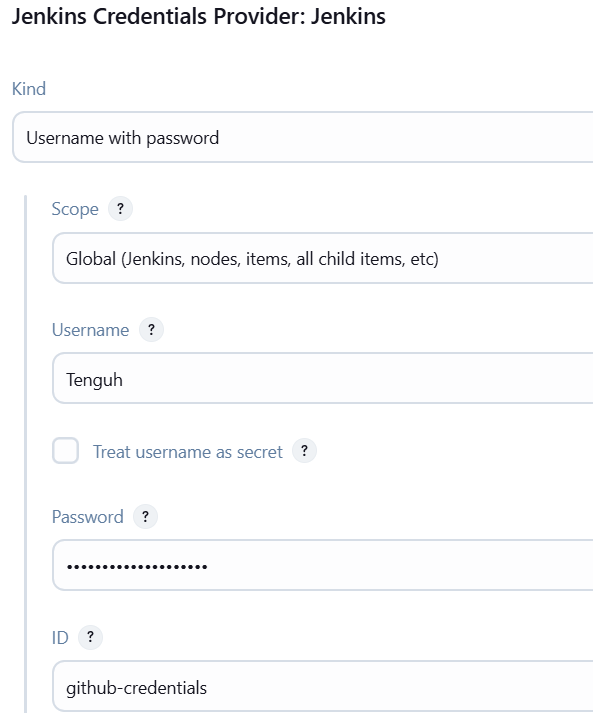 Jenkins Credentials Provider: Jenkins
Kind
Username with password
Scope ?
Global (Jenkins, nodes, items, all child items, etc)
Username ?
Tenguh
Treat username as secret ?
Password ?
••••••••••••••••••••
ID ?
github-credentials